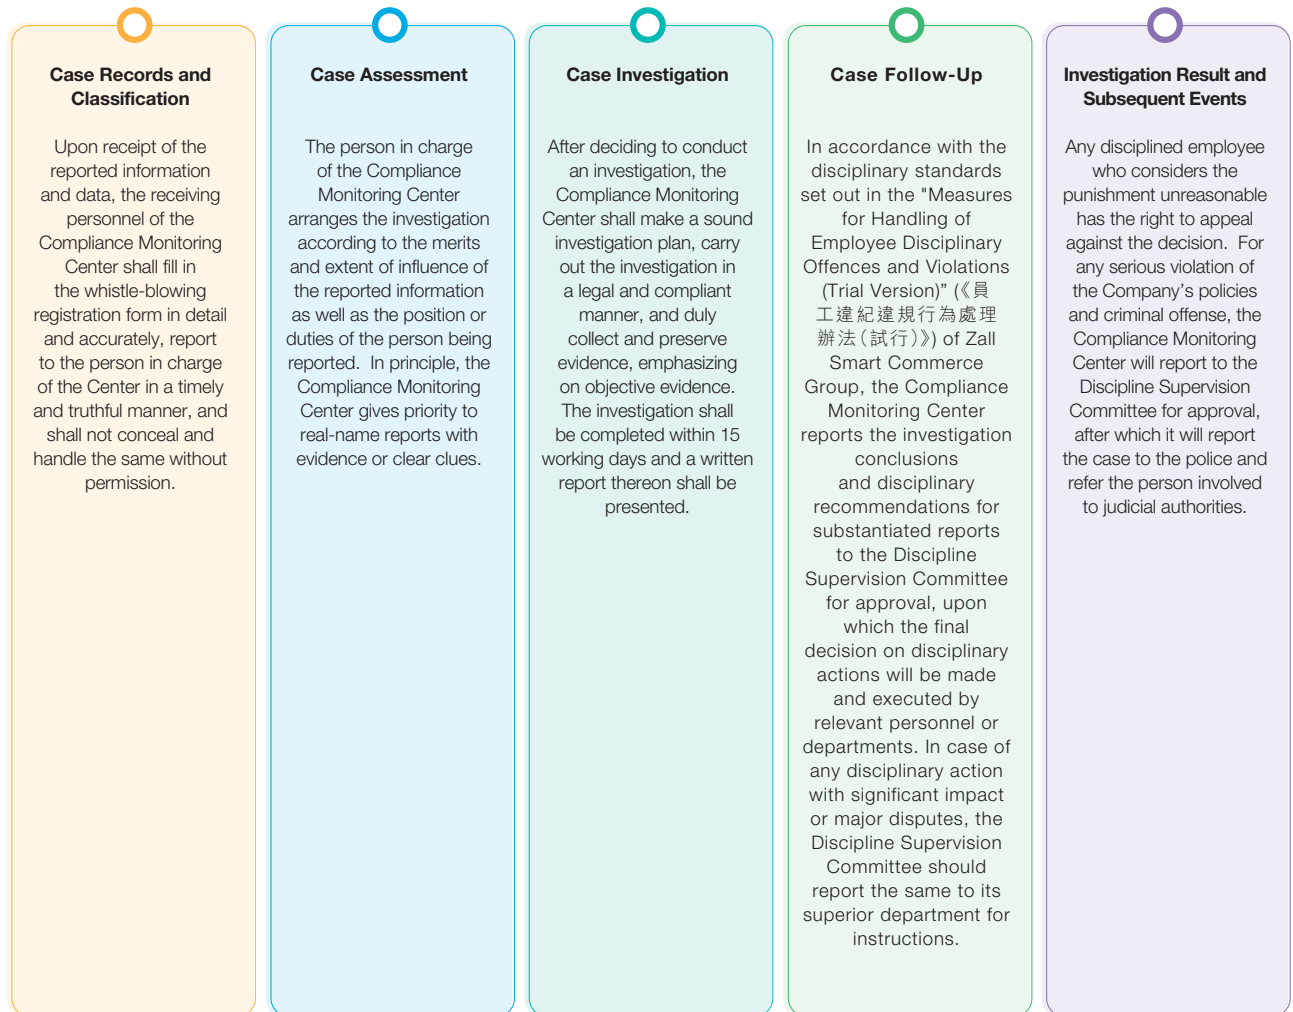 Case Records and
Classification
Upon receipt of the
reported information
and data, the receiving
personnel of the
Compliance Monitoring
Center shall fill in
the whistle-blowing
registration form in detail
and accurately, report
to the person in charge
of the Center in a timely
and truthful manner, and
shall not conceal and
handle the same without
permission.
Case Assessment
The person in charge
of the Compliance
Monitoring Center
arranges the investigation
according to the merits
and extent of influence of
the reported information
as well as the position or
duties of the person being
reported. In principle, the
Compliance Monitoring
Center gives priority to
real-name reports with
evidence or clear clues.
Case Investigation
After deciding to conduct
an investigation, the
Compliance Monitoring
Center shall make a sound
investigation plan, carry
out the investigation in
a legal and compliant
manner, and duly
collect and preserve
evidence, emphasizing
on objective evidence.
The investigation shall
be completed within 15
working days and a written
report thereon shall be
presented.
Case Follow-Up
In accordance with the
disciplinary standards
set out in the "Measures
for Handling of
Employee Disciplinary
Offences and Violations
(Trial Version)” (《員
工違紀違規行為處理
辦法(試行)》) of Zall
Smart Commerce
Group, the Compliance
Monitoring Center
reports the investigation
conclusions
and disciplinary
recommendations for
substantiated reports
to the Discipline
Supervision Committee
for approval, upon
which the final
decision on disciplinary
actions will be made
and executed by
relevant personnel or
departments. In case of
any disciplinary action
with significant impact
or major disputes, the
Discipline Supervision
Committee should
report the same to its
superior department for
instructions.
Investigation Result and
Subsequent Events
Any disciplined employee
who considers the
punishment unreasonable
has the right to appeal
against the decision. For
any serious violation of
the Company’s policies
and criminal offense, the
Compliance Monitoring
Center will report to the
Discipline Supervision
Committee for approval,
after which it will report
the case to the police and
refer the person involved
to judicial authorities.